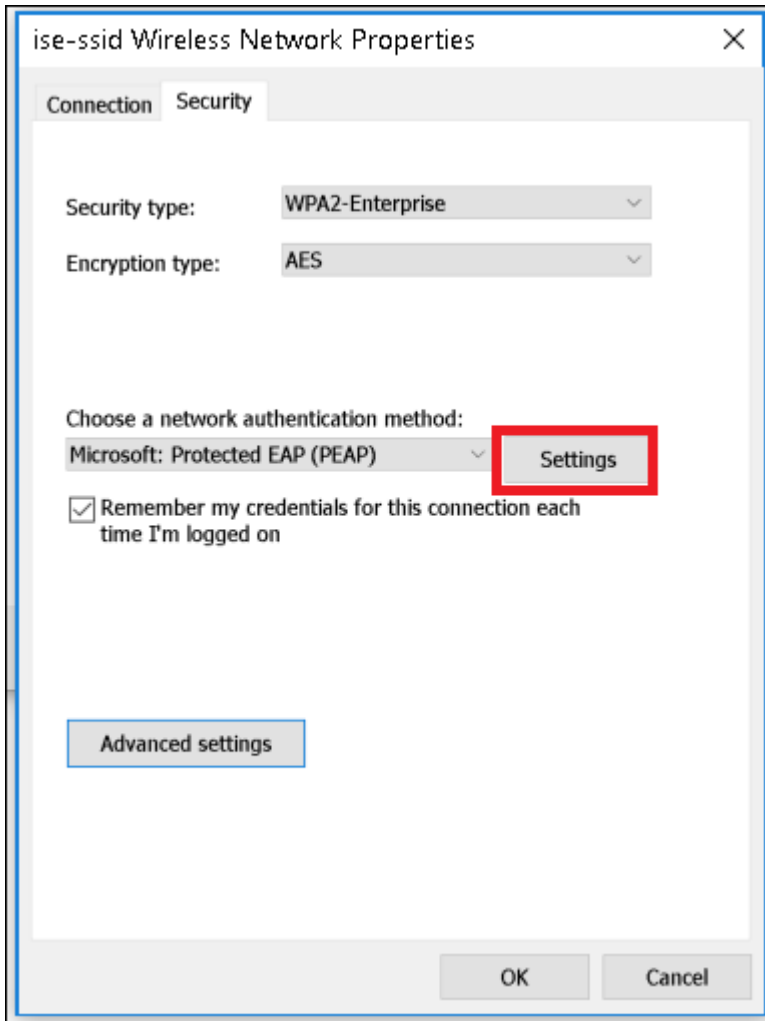 ise-ssid Wireless Network Properties
Connection
Security
Security type:
WPA2-Enterprise
Encryption type:
AES
Choose a network authentication method:
Microsoft: Protected EAP (PEAP)
Settings
Remember my credentials for this connection each
time I'm logged on
Advanced settings
OK
Cancel